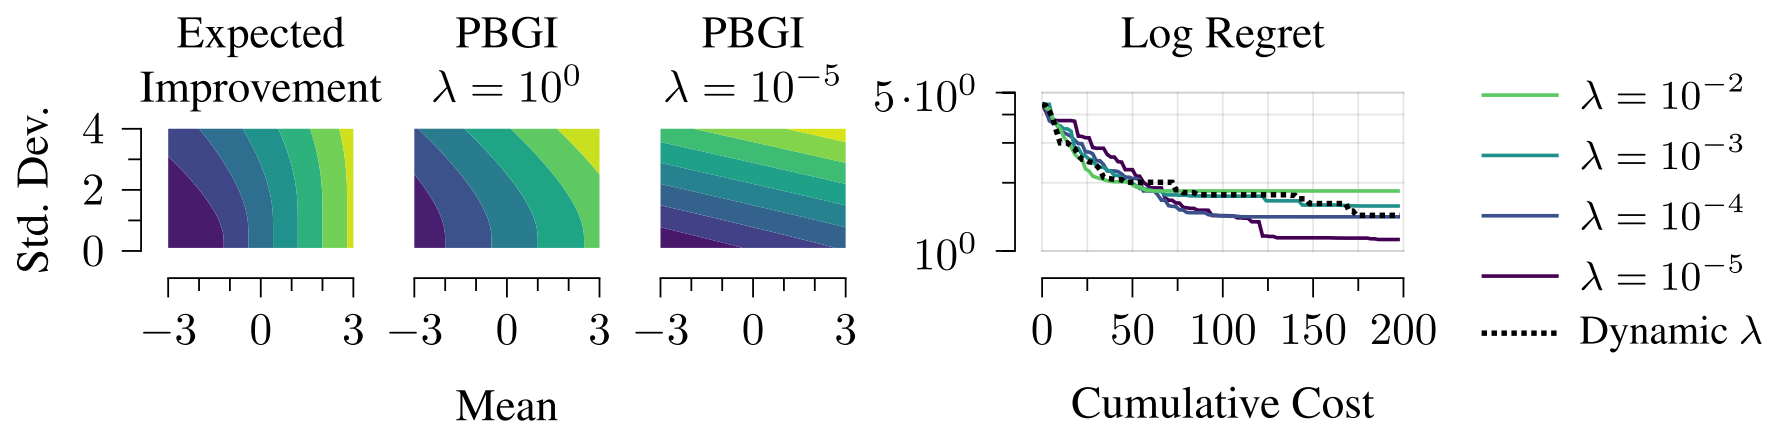 Expected
Improvement
PBGI
λ = 10⁰
PBGI
λ = 10⁻⁵
Std. Dev.
4
2
0
−3 0 3
−3 0 3
−3 0 3
Mean
Log Regret
5·10⁰
10⁰
0 50 100 150 200
Cumulative Cost
λ = 10⁻²
λ = 10⁻³
λ = 10⁻⁴
λ = 10⁻⁵
Dynamic λ